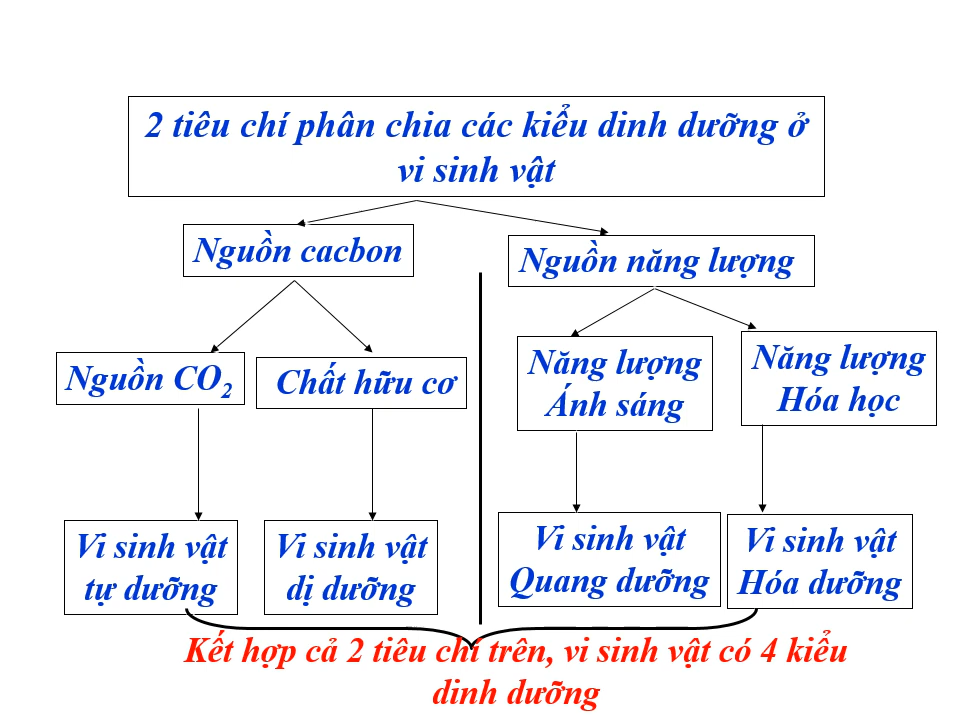 2 tiêu chí phân chia các kiểu dinh dưỡng ở
vi sinh vật
Nguồn cacbon
Nguồn năng lượng
Nguồn CO₂
Chất hữu cơ
Năng lượng
Ánh sáng
Năng lượng
Hóa học
Vi sinh vật
tự dưỡng
Vi sinh vật
dị dưỡng
Vi sinh vật
Quang dưỡng
Vi sinh vật
Hóa dưỡng
Kết hợp cả 2 tiêu chí trên, vi sinh vật có 4 kiểu
dinh dưỡng